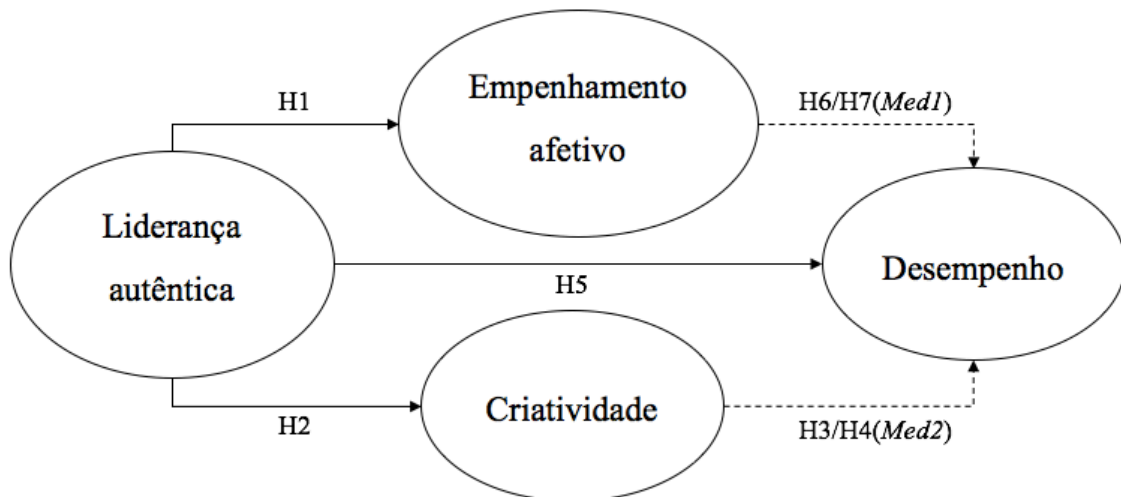 Empenhamento
afetivo
H1
H6/H7(Med1)
Liderança
autêntica
H5
Desempenho
Criatividade
H2
H3/H4(Med2)